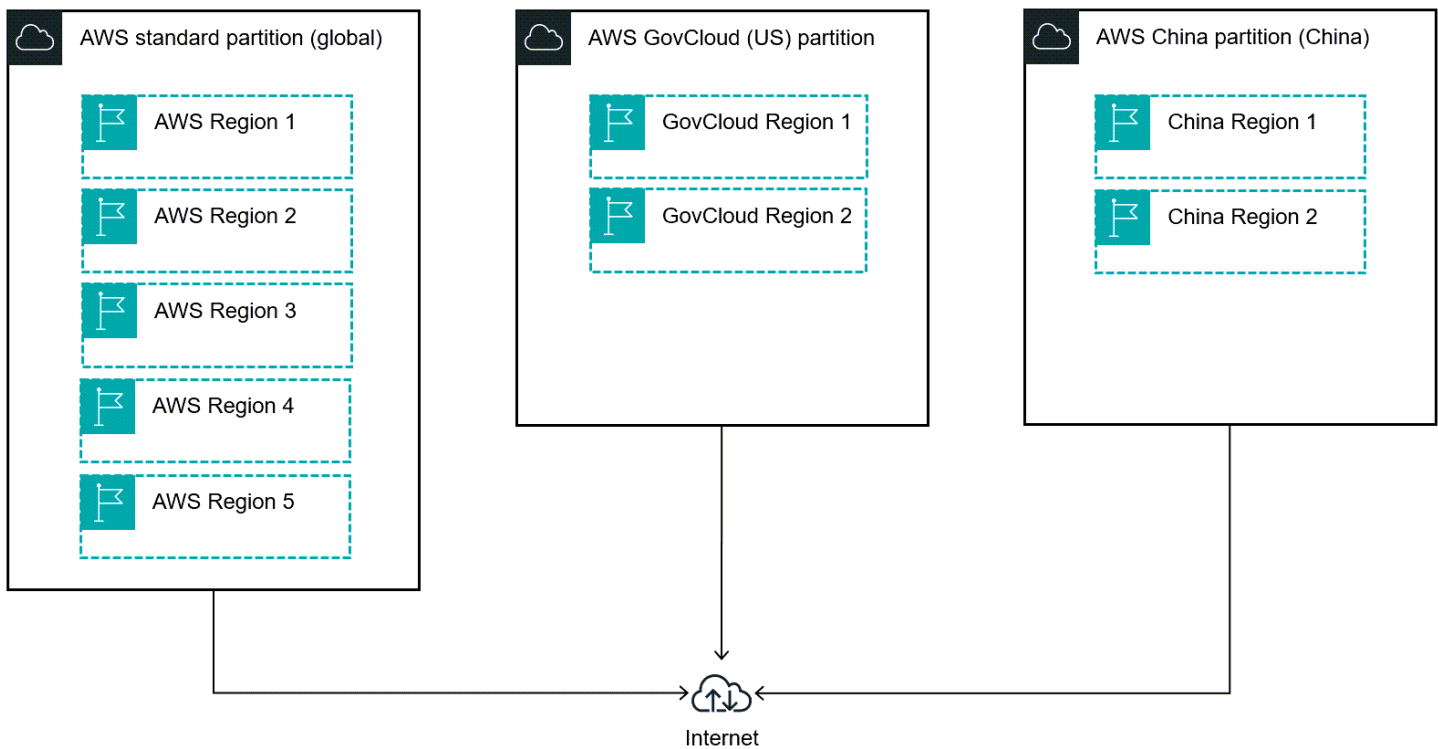 AWS standard partition (global)
AWS Region 1
AWS Region 2
AWS Region 3
AWS Region 4
AWS Region 5
AWS GovCloud (US) partition
GovCloud Region 1
GovCloud Region 2
AWS China partition (China)
China Region 1
China Region 2
Internet